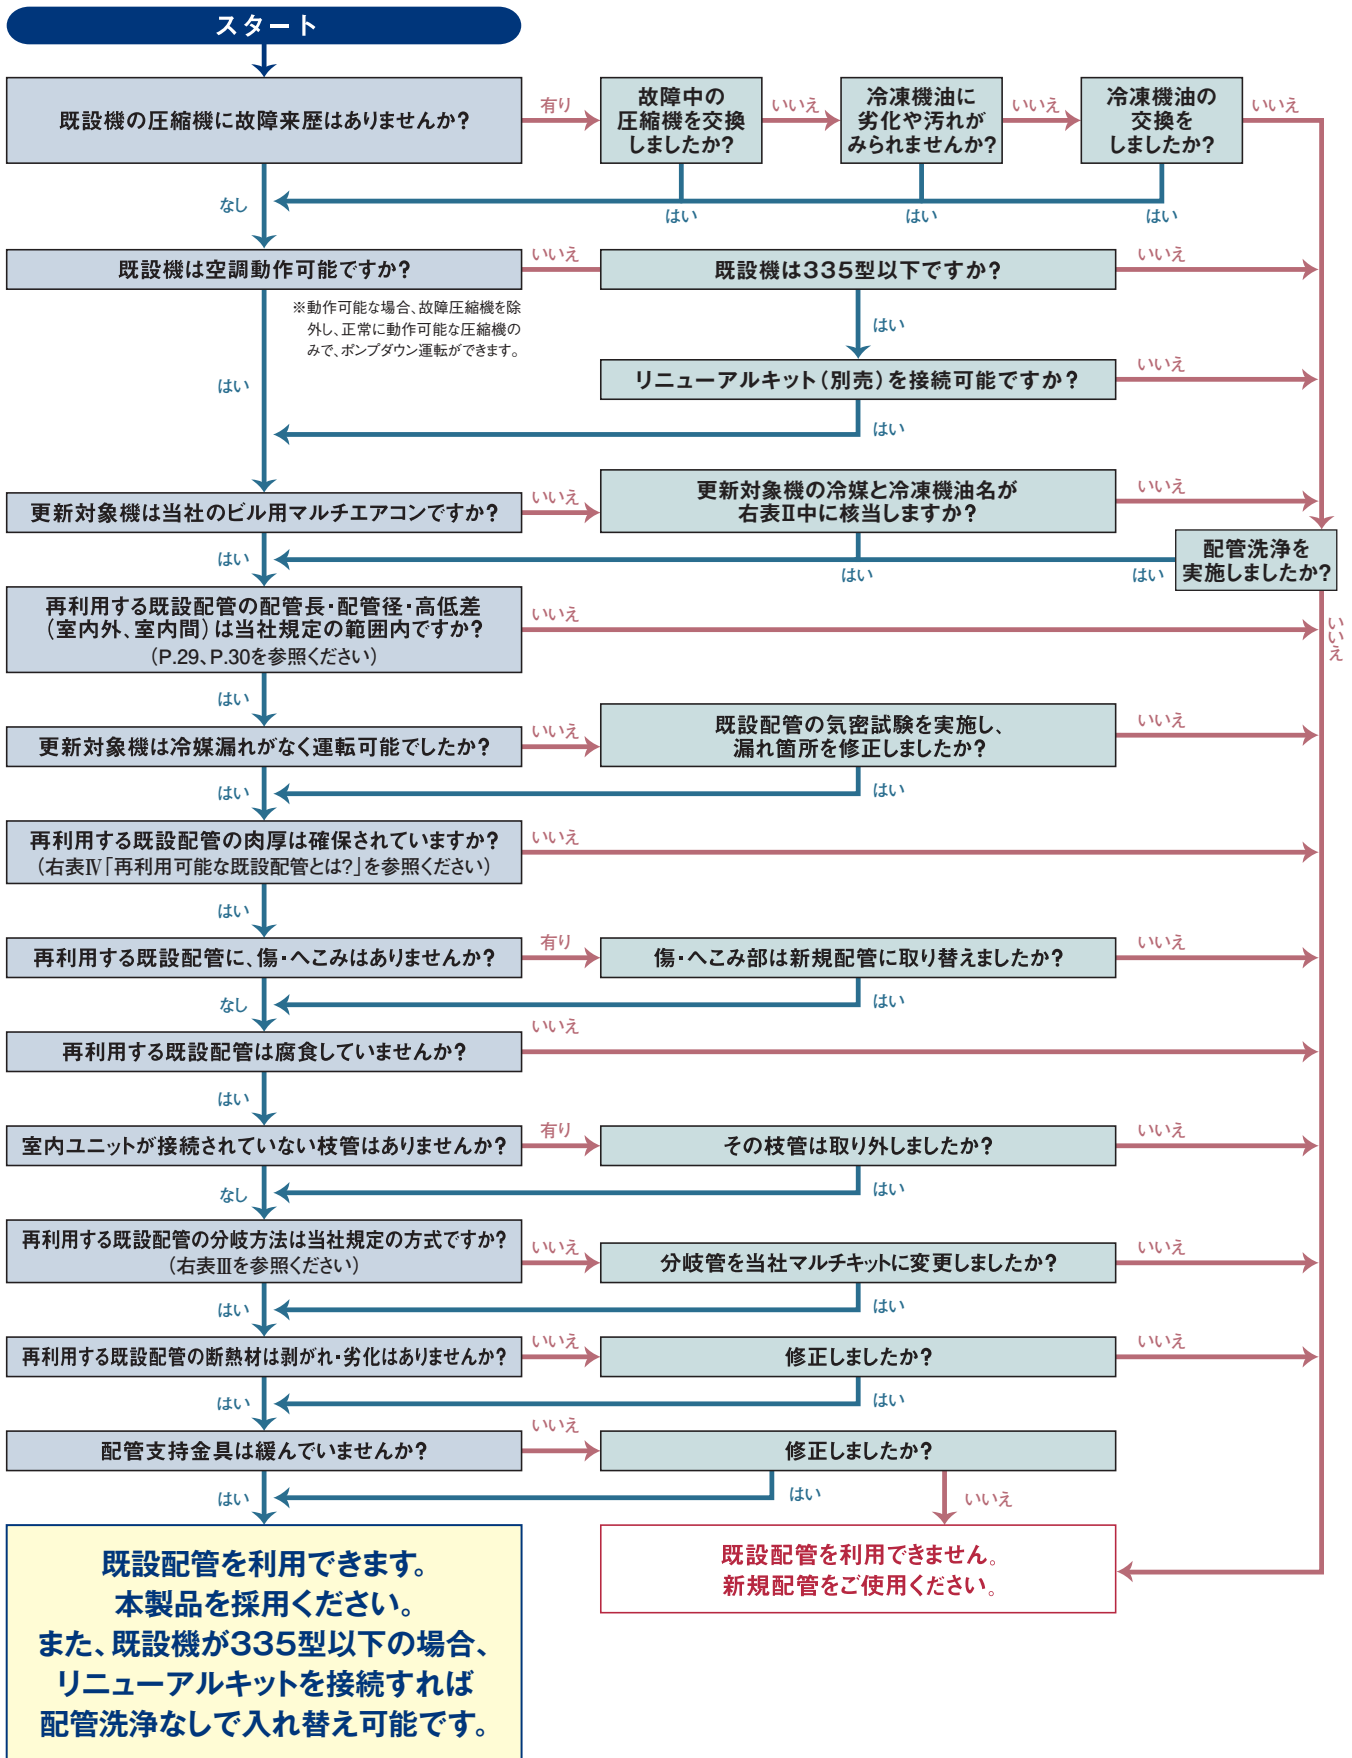 スタート
既設機の圧縮機に故障来歴はありませんか?
有り
故障中の
圧縮機を交換
しましたか?
いいえ
冷凍機油に
劣化や汚れが
みられませんか?
いいえ
冷凍機油の
交換を
しましたか?
いいえ
なし
はい
はい
はい
既設機は空調動作可能ですか?
いいえ
既設機は335型以下ですか?
いいえ
※動作可能な場合、故障圧縮機を除
外し、正常に動作可能な圧縮機の
みで、ポンプダウン運転ができます。
はい
はい
リニューアルキット(別売)を接続可能ですか?
いいえ
はい
更新対象機は当社のビル用マルチエアコンですか?
いいえ
更新対象機の冷媒と冷凍機油名が
右表Ⅱ中に核当しますか?
いいえ
はい
はい
はい
配管洗浄を
実施しましたか?
いいえ
再利用する既設配管の配管長・配管径・高低差
(室内外、室内間)は当社規定の範囲内ですか?
(P.29、P.30を参照ください)
いいえ
はい
更新対象機は冷媒漏れがなく運転可能でしたか?
いいえ
既設配管の気密試験を実施し、
漏れ箇所を修正しましたか?
いいえ
はい
はい
再利用する既設配管の肉厚は確保されていますか?
(右表Ⅳ「再利用可能な既設配管とは?」を参照ください)
いいえ
はい
再利用する既設配管に、傷・へこみはありませんか?
有り
傷・へこみ部は新規配管に取り替えましたか?
いいえ
なし
はい
再利用する既設配管は腐食していませんか?
いいえ
はい
室内ユニットが接続されていない枝管はありませんか?
有り
その枝管は取り外しましたか?
いいえ
なし
はい
再利用する既設配管の分岐方法は当社規定の方式ですか?
(右表Ⅲを参照ください)
いいえ
分岐管を当社マルチキットに変更しましたか?
いいえ
はい
はい
再利用する既設配管の断熱材は剥がれ・劣化はありませんか?
いいえ
修正しましたか?
いいえ
はい
はい
配管支持金具は緩んでいませんか?
いいえ
修正しましたか?
はい
はい
いいえ
既設配管を利用できます。
本製品を採用ください。
また、既設機が335型以下の場合、
リニューアルキットを接続すれば
配管洗浄なしで入れ替え可能です。
既設配管を利用できません。
新規配管をご使用ください。